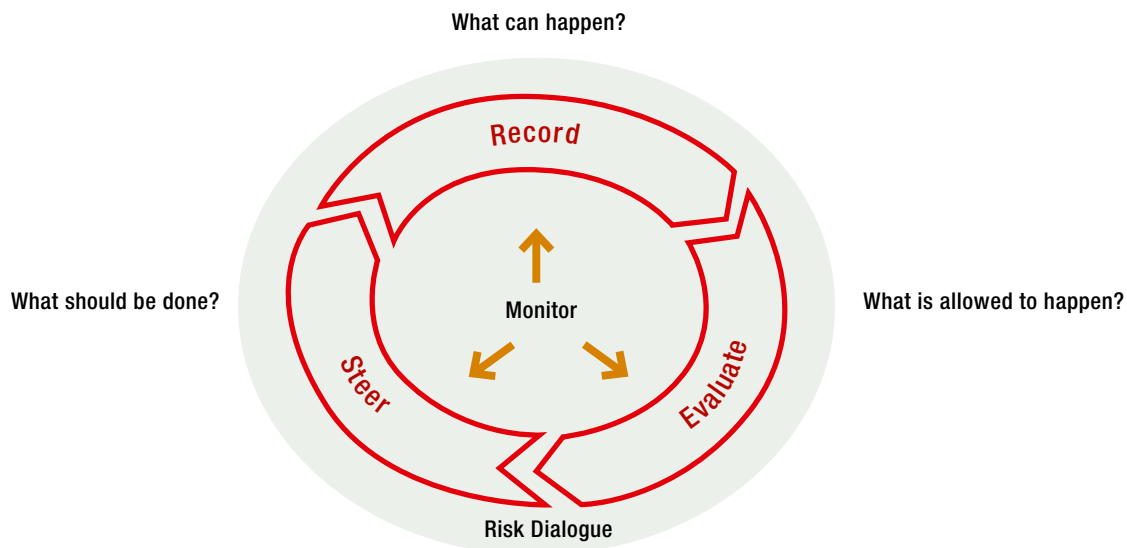 What can happen?
Record
What should be done?
Monitor
What is allowed to happen?
Steer
Evaluate
Risk Dialogue